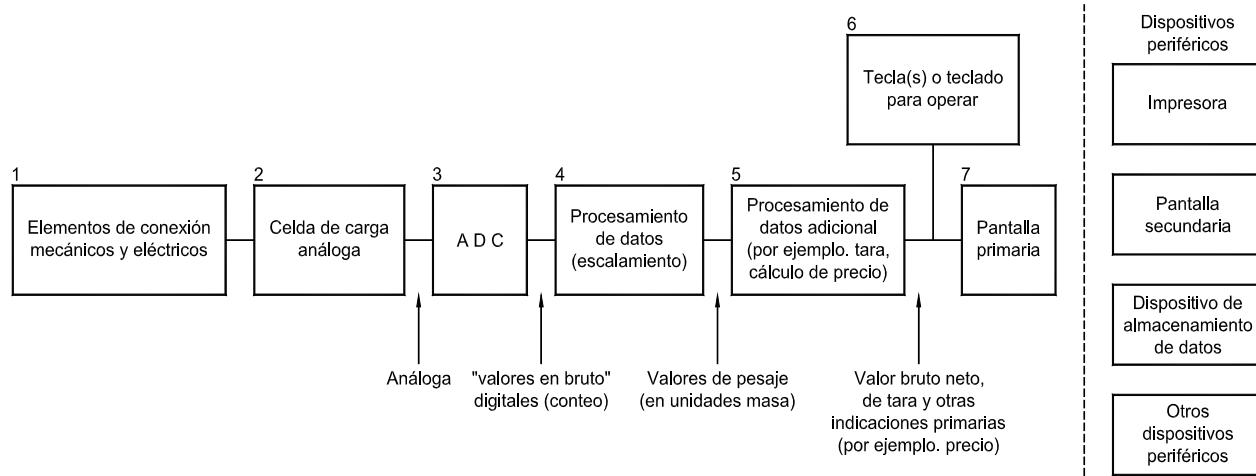 1
Elementos de conexión
mecánicos y eléctricos
2
Celda de carga
análoga
3
A D C
4
Procesamiento
de datos
(escalamiento)
5
Procesamiento de
datos adicional
(por ejemplo. tara,
cálculo de precio)
6
Tecla(s) o teclado
para operar
7
Pantalla
primaria
Análoga
"valores en bruto"
digitales (conteo)
Valores de pesaje
(en unidades masa)
Valor bruto neto,
de tara y otras
indicaciones primarias
(por ejemplo. precio)
Dispositivos
periféricos
Impresora
Pantalla
secundaria
Dispositivo de
almacenamiento
de datos
Otros
dispositivos
periféricos